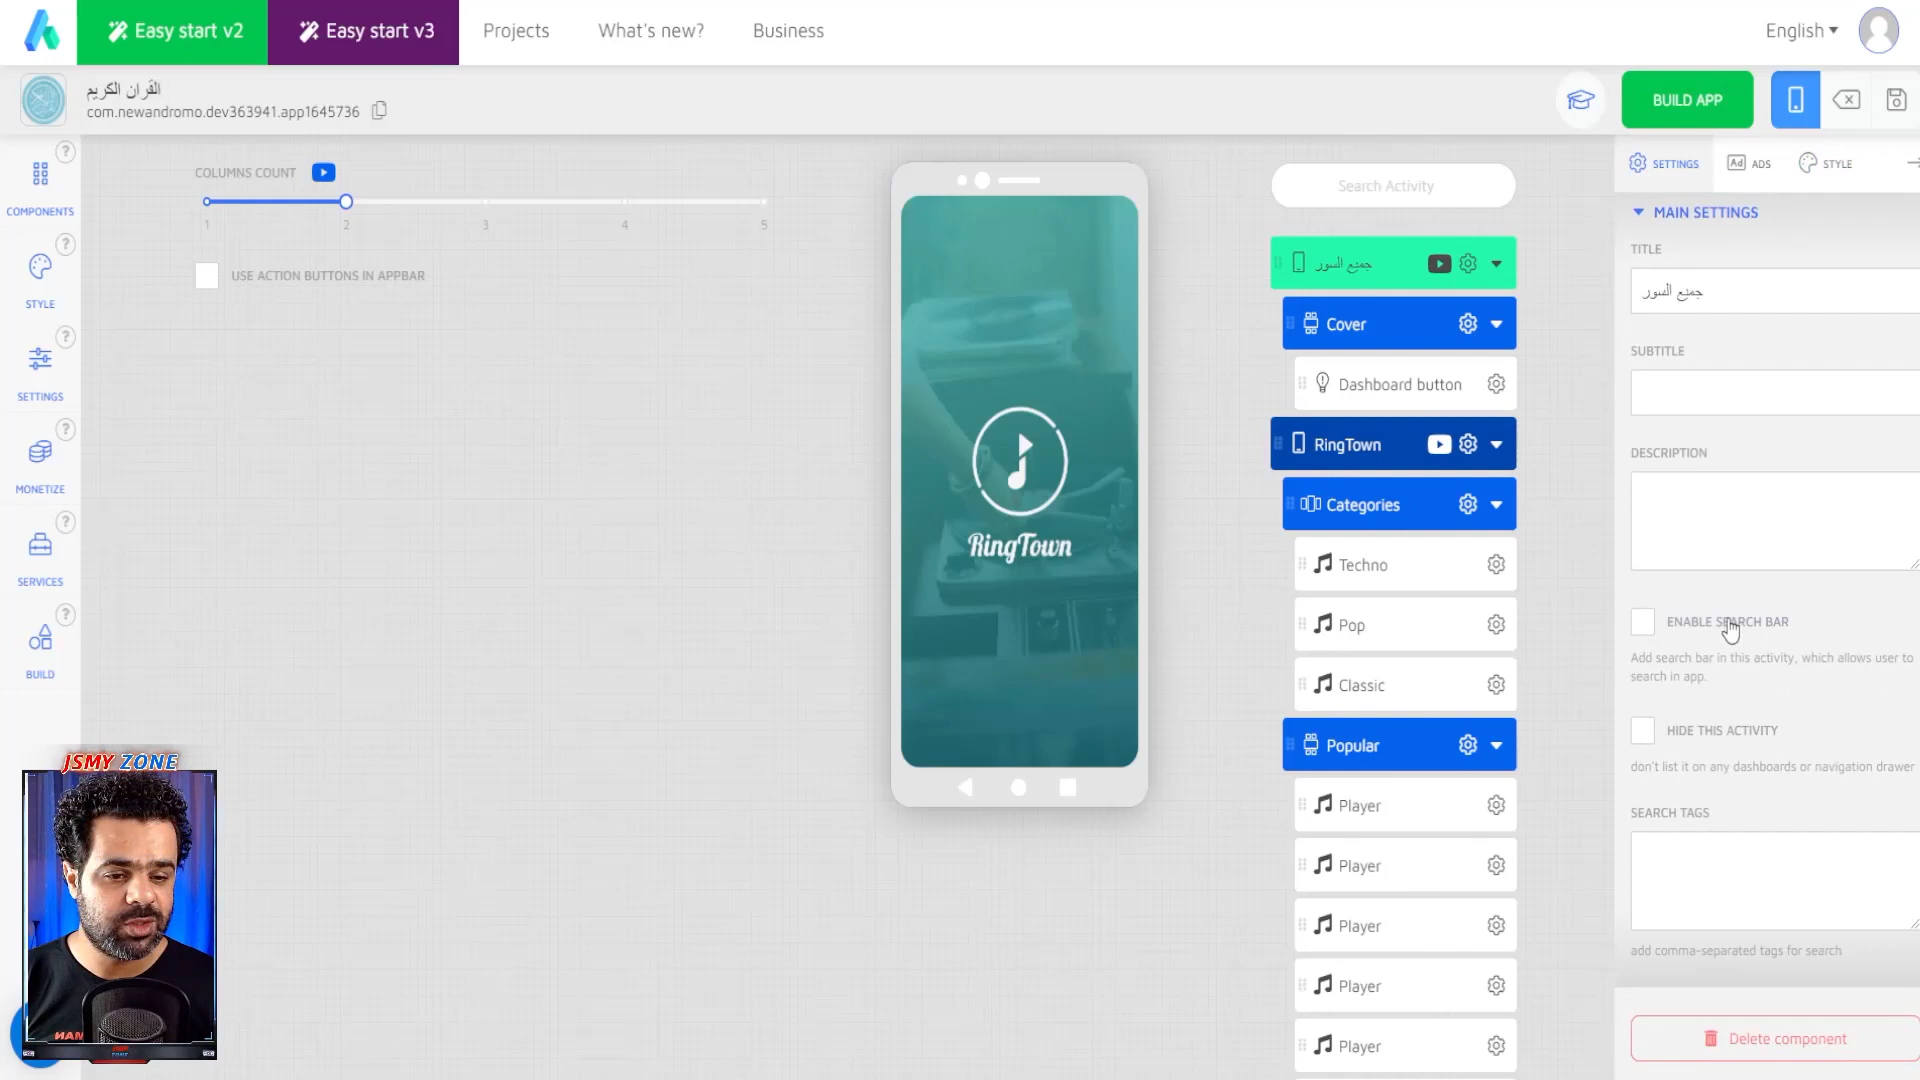 Easy start v2
Easy start v3
Projects
What's new?
Business
English
القران الكريم
com.newandromo.dev363941.app1645736
BUILD APP
COMPONENTS
STYLE
SETTINGS
MONETIZE
SERVICES
BUILD
COLUMNS COUNT
1 2 3 4 5
USE ACTION BUTTONS IN APPBAR
RingTown
Search Activity
جميع السور
Cover
Dashboard button
RingTown
Categories
Techno
Pop
Classic
Popular
Player
Player
Player
Player
Player
SETTINGS
Ad ADS
STYLE
MAIN SETTINGS
TITLE
جميع السور
SUBTITLE
DESCRIPTION
ENABLE SEARCH BAR
Add search bar in this activity, which allows user to
search in app.
HIDE THIS ACTIVITY
don't list it on any dashboards or navigation drawer
SEARCH TAGS
add comma-separated tags for search
Delete component
JSMY ZONE